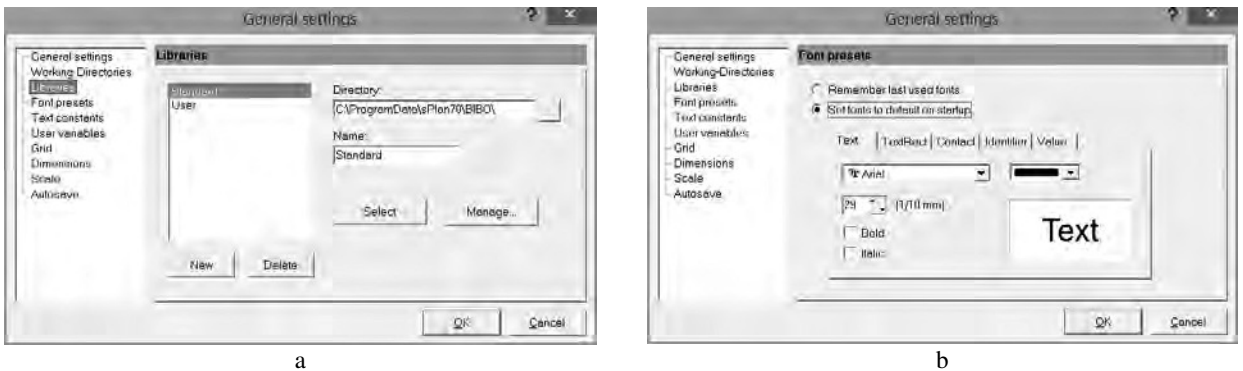 General settings
General settings
Working Directories
Libraries
Font presets
Text constants
User variables
Grid
Dimensions
Scale
Autosave
Libraries
Standard
User
Directory:
C:\ProgramData\sPlan70\BIBO\
Name:
Standard
Select
Manage...
New
Delete
OK
Cancel
a
General settings
General settings
Working-Directories
Libraries
Font presets
Text constants
User variables
Grid
Dimensions
Scale
Autosave
Font presets
Remember last used fonts
Set fonts to default on startup
Text TextRect Contact Identifier Value
Arial
29 (1/10 mm)
Bold
Italic
Text
OK
Cancel
b